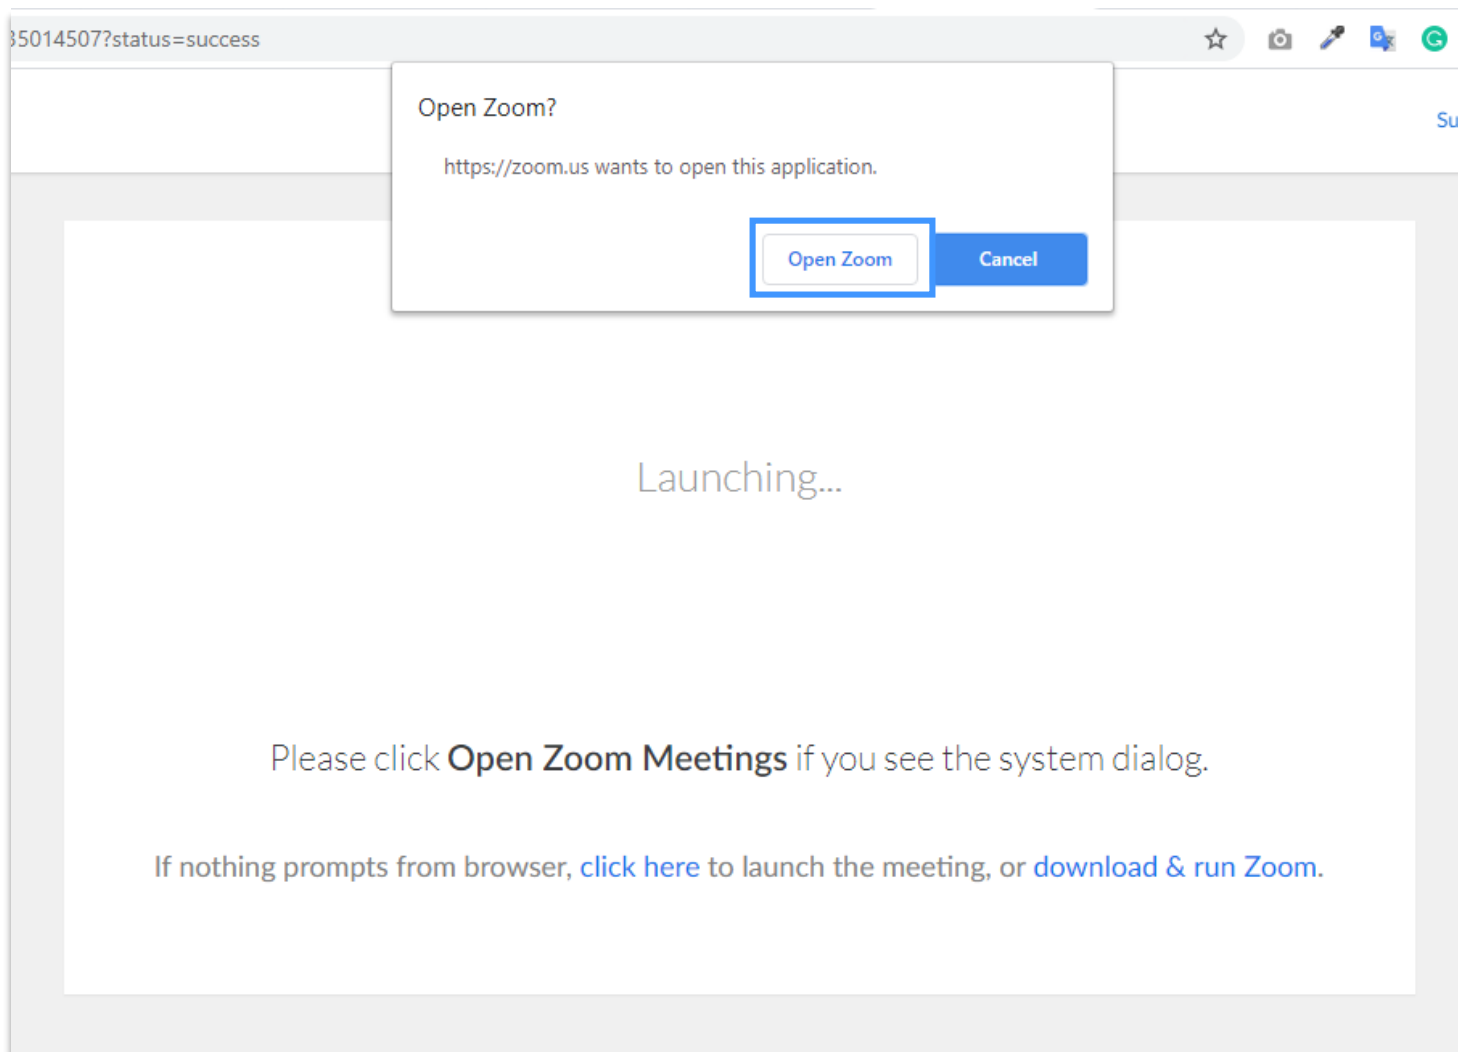 35014507?status=success
Su
Open Zoom?
https://zoom.us wants to open this application.
Open Zoom
Cancel
Launching...
Please click Open Zoom Meetings if you see the system dialog.
If nothing prompts from browser, click here to launch the meeting, or download & run Zoom.